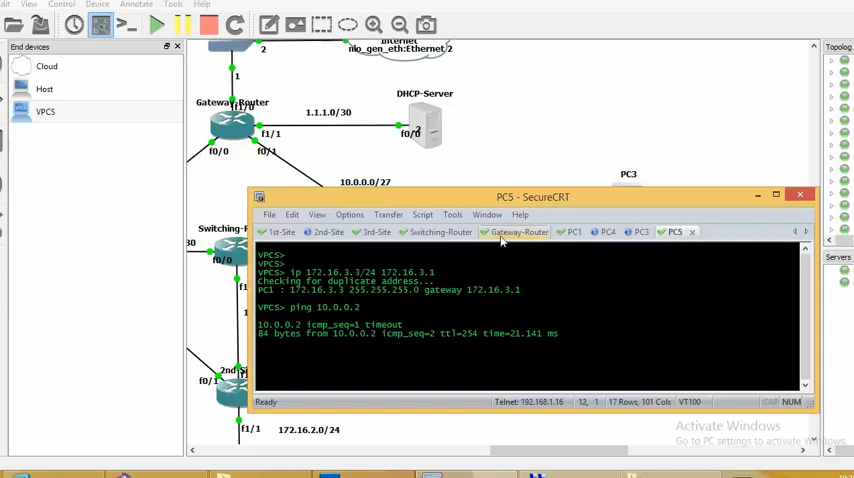 dit View Control Device Annotate Tools Help
End devices
Cloud
Host
VPCS
Internet
nio_gen_eth:Ethernet 2
2
1
Gateway-Router
f1/0
DHCP-Server
1.1.1.0/30
f1/1
f0/0
f0/0
f0/1
10.0.0.0/27
PC3
Topolog
Servers
PC5 - SecureCRT
File Edit View Options Transfer Script Tools Window Help
1st-Site 2nd-Site 3rd-Site Switching-Router Gateway-Router PC1 PC4 PC3 PC5
VPCS>
VPCS>
VPCS> ip 172.16.3.3/24 172.16.3.1
Checking for duplicate address...
PC1 : 172.16.3.3 255.255.255.0 gateway 172.16.3.1
VPCS> ping 10.0.0.2
10.0.0.2 icmp_seq=1 timeout
84 bytes from 10.0.0.2 icmp_seq=2 ttl=254 time=21.141 ms
Ready Telnet: 192.168.1.16 12, 1 17 Rows, 101 Cols VT100 CAP NUM
Switching-R
30
f0/0
f1
1
2nd-Si
f0/1
f1/1
172.16.2.0/24
Activate Windows
Go to PC settings to activate Windows.